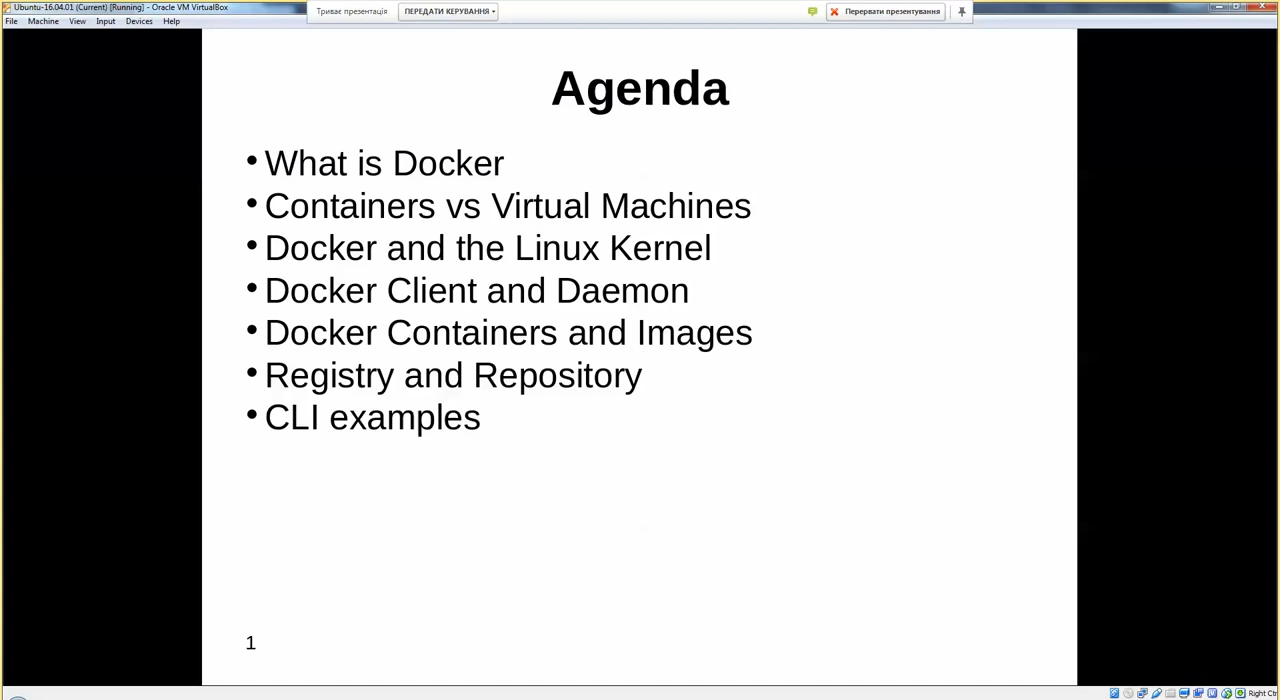 Ubuntu-16.04.01 (Current) [Running] - Oracle VM VirtualBox
Триває презентація
ПЕРЕДАТИ КЕРУВАННЯ
Перервати презентування
File Machine View Input Devices Help
Agenda
• What is Docker
• Containers vs Virtual Machines
• Docker and the Linux Kernel
• Docker Client and Daemon
• Docker Containers and Images
• Registry and Repository
• CLI examples
1
Right Ct